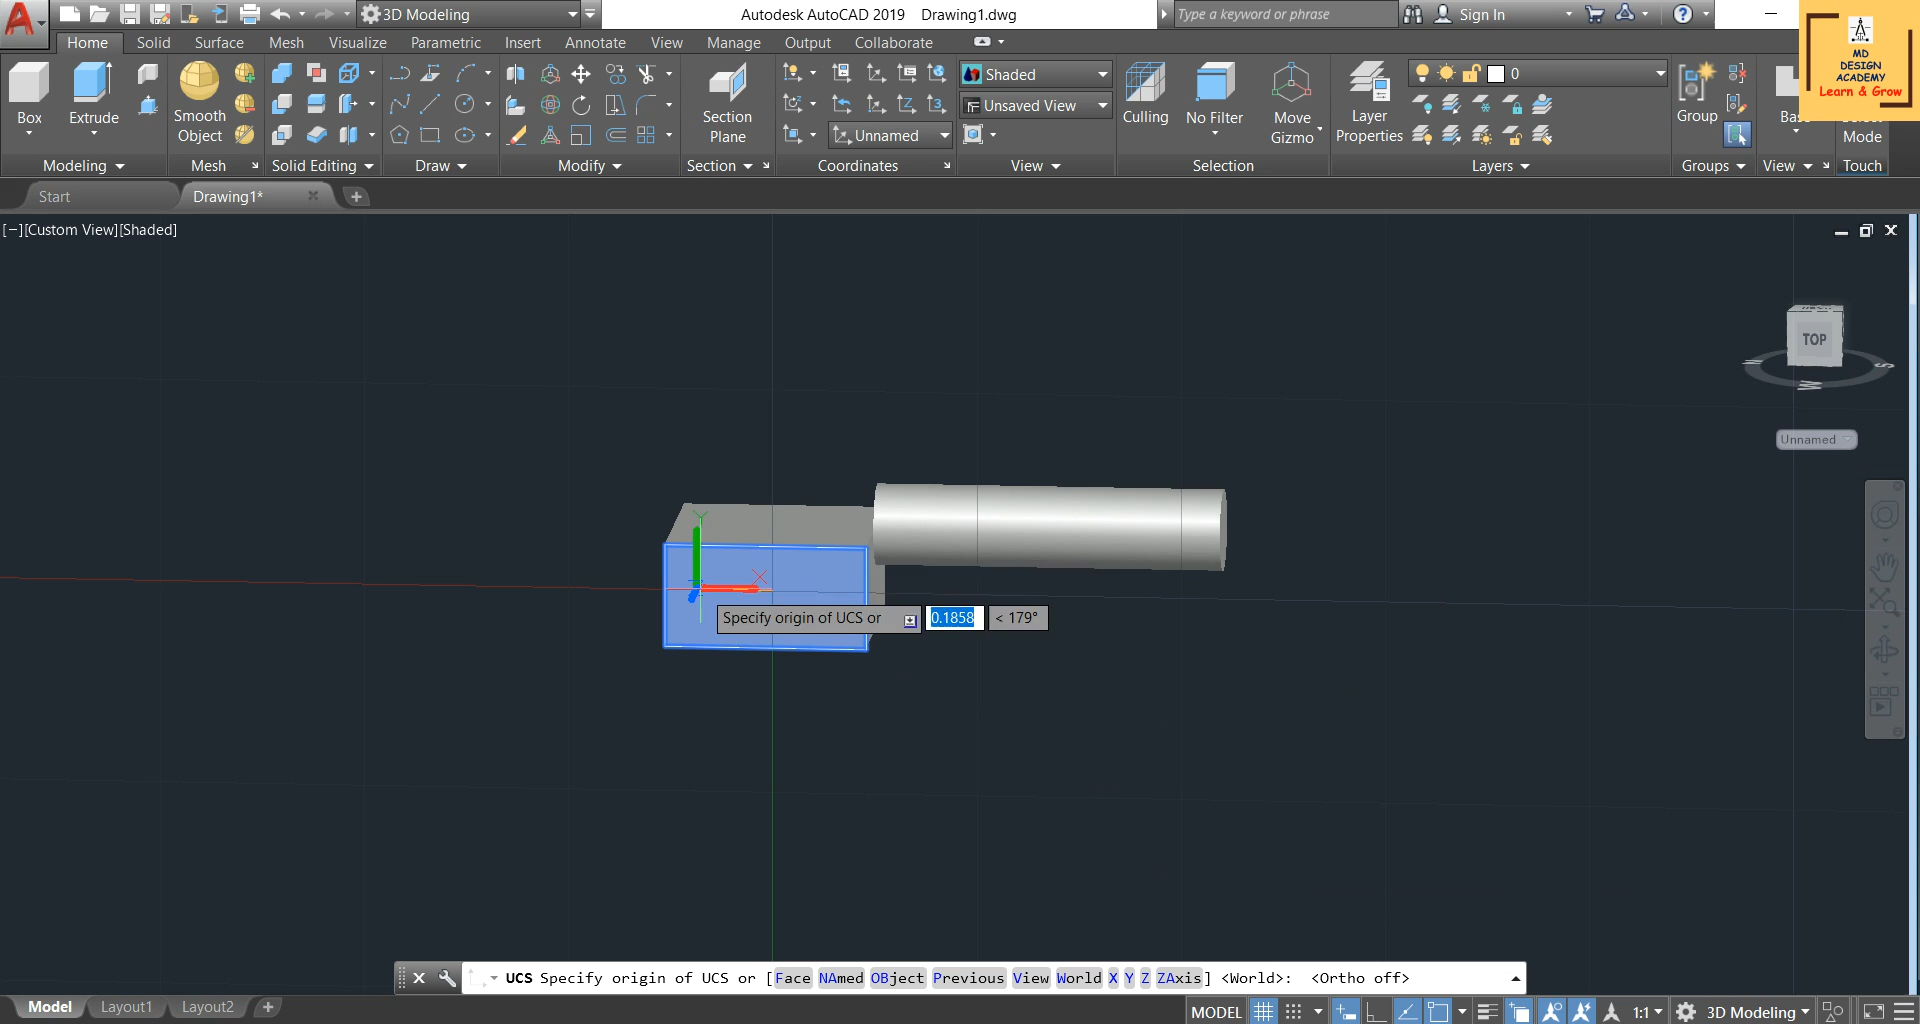 3D Modeling
Autodesk AutoCAD 2019 Drawing1.dwg
Type a keyword or phrase
Sign In
MD
DESIGN
ACADEMY
Learn & Grow
Home Solid Surface Mesh Visualize Parametric Insert Annotate View Manage Output Collaborate
Box
Extrude
Smooth
Object
Section
Plane
Unnamed
Shaded
Unsaved View
Culling
No Filter
Move
Gizmo
Layer
Properties
0
Group
Bas
Mode
Modeling Mesh Solid Editing Draw Modify Section Coordinates View Selection Layers Groups View Touch
Start Drawing1*
[−][Custom View][Shaded]
TOP
S
W
Unnamed
Y
X
Specify origin of UCS or 0.1858 < 179°
UCS Specify origin of UCS or [Face NAmed OBject Previous View World X Y Z ZAxis] <World>: <Ortho off>
Model Layout1 Layout2
MODEL 1:1 3D Modeling